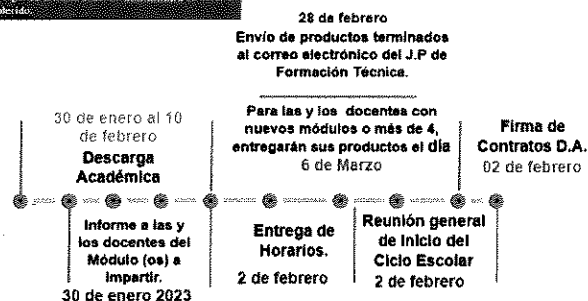 28 de febrero
Envío de productos terminados
al correo electrónico del J.P de
Formación Técnica.
30 de enero al 10
de febrero
Descarga
Académica
Para las y los docentes con
nuevos módulos o más de 4,
entregarán sus productos el día
6 de Marzo
Firma de
Contratos D.A.
02 de febrero
Informe a las y
los docentes del
Módulo (os) a
impartir.
30 de enero 2023
Entrega de
Horarios.
2 de febrero
Reunión general
de Inicio del
Ciclo Escolar
2 de febrero